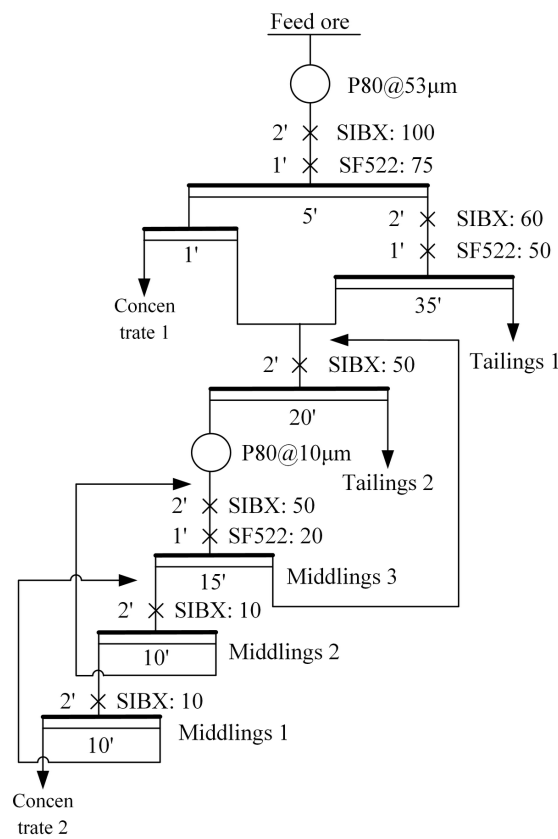 Feed ore
P80@53μm
2' SIBX: 100
1' SF522: 75
5'
2' SIBX: 60
1' SF522: 50
1'
35'
Concen
trate 1
Tailings 1
2' SIBX: 50
20'
P80@10μm
Tailings 2
2' SIBX: 50
1' SF522: 20
15'
Middlings 3
2' SIBX: 10
10'
Middlings 2
2' SIBX: 10
10'
Middlings 1
Concen
trate 2